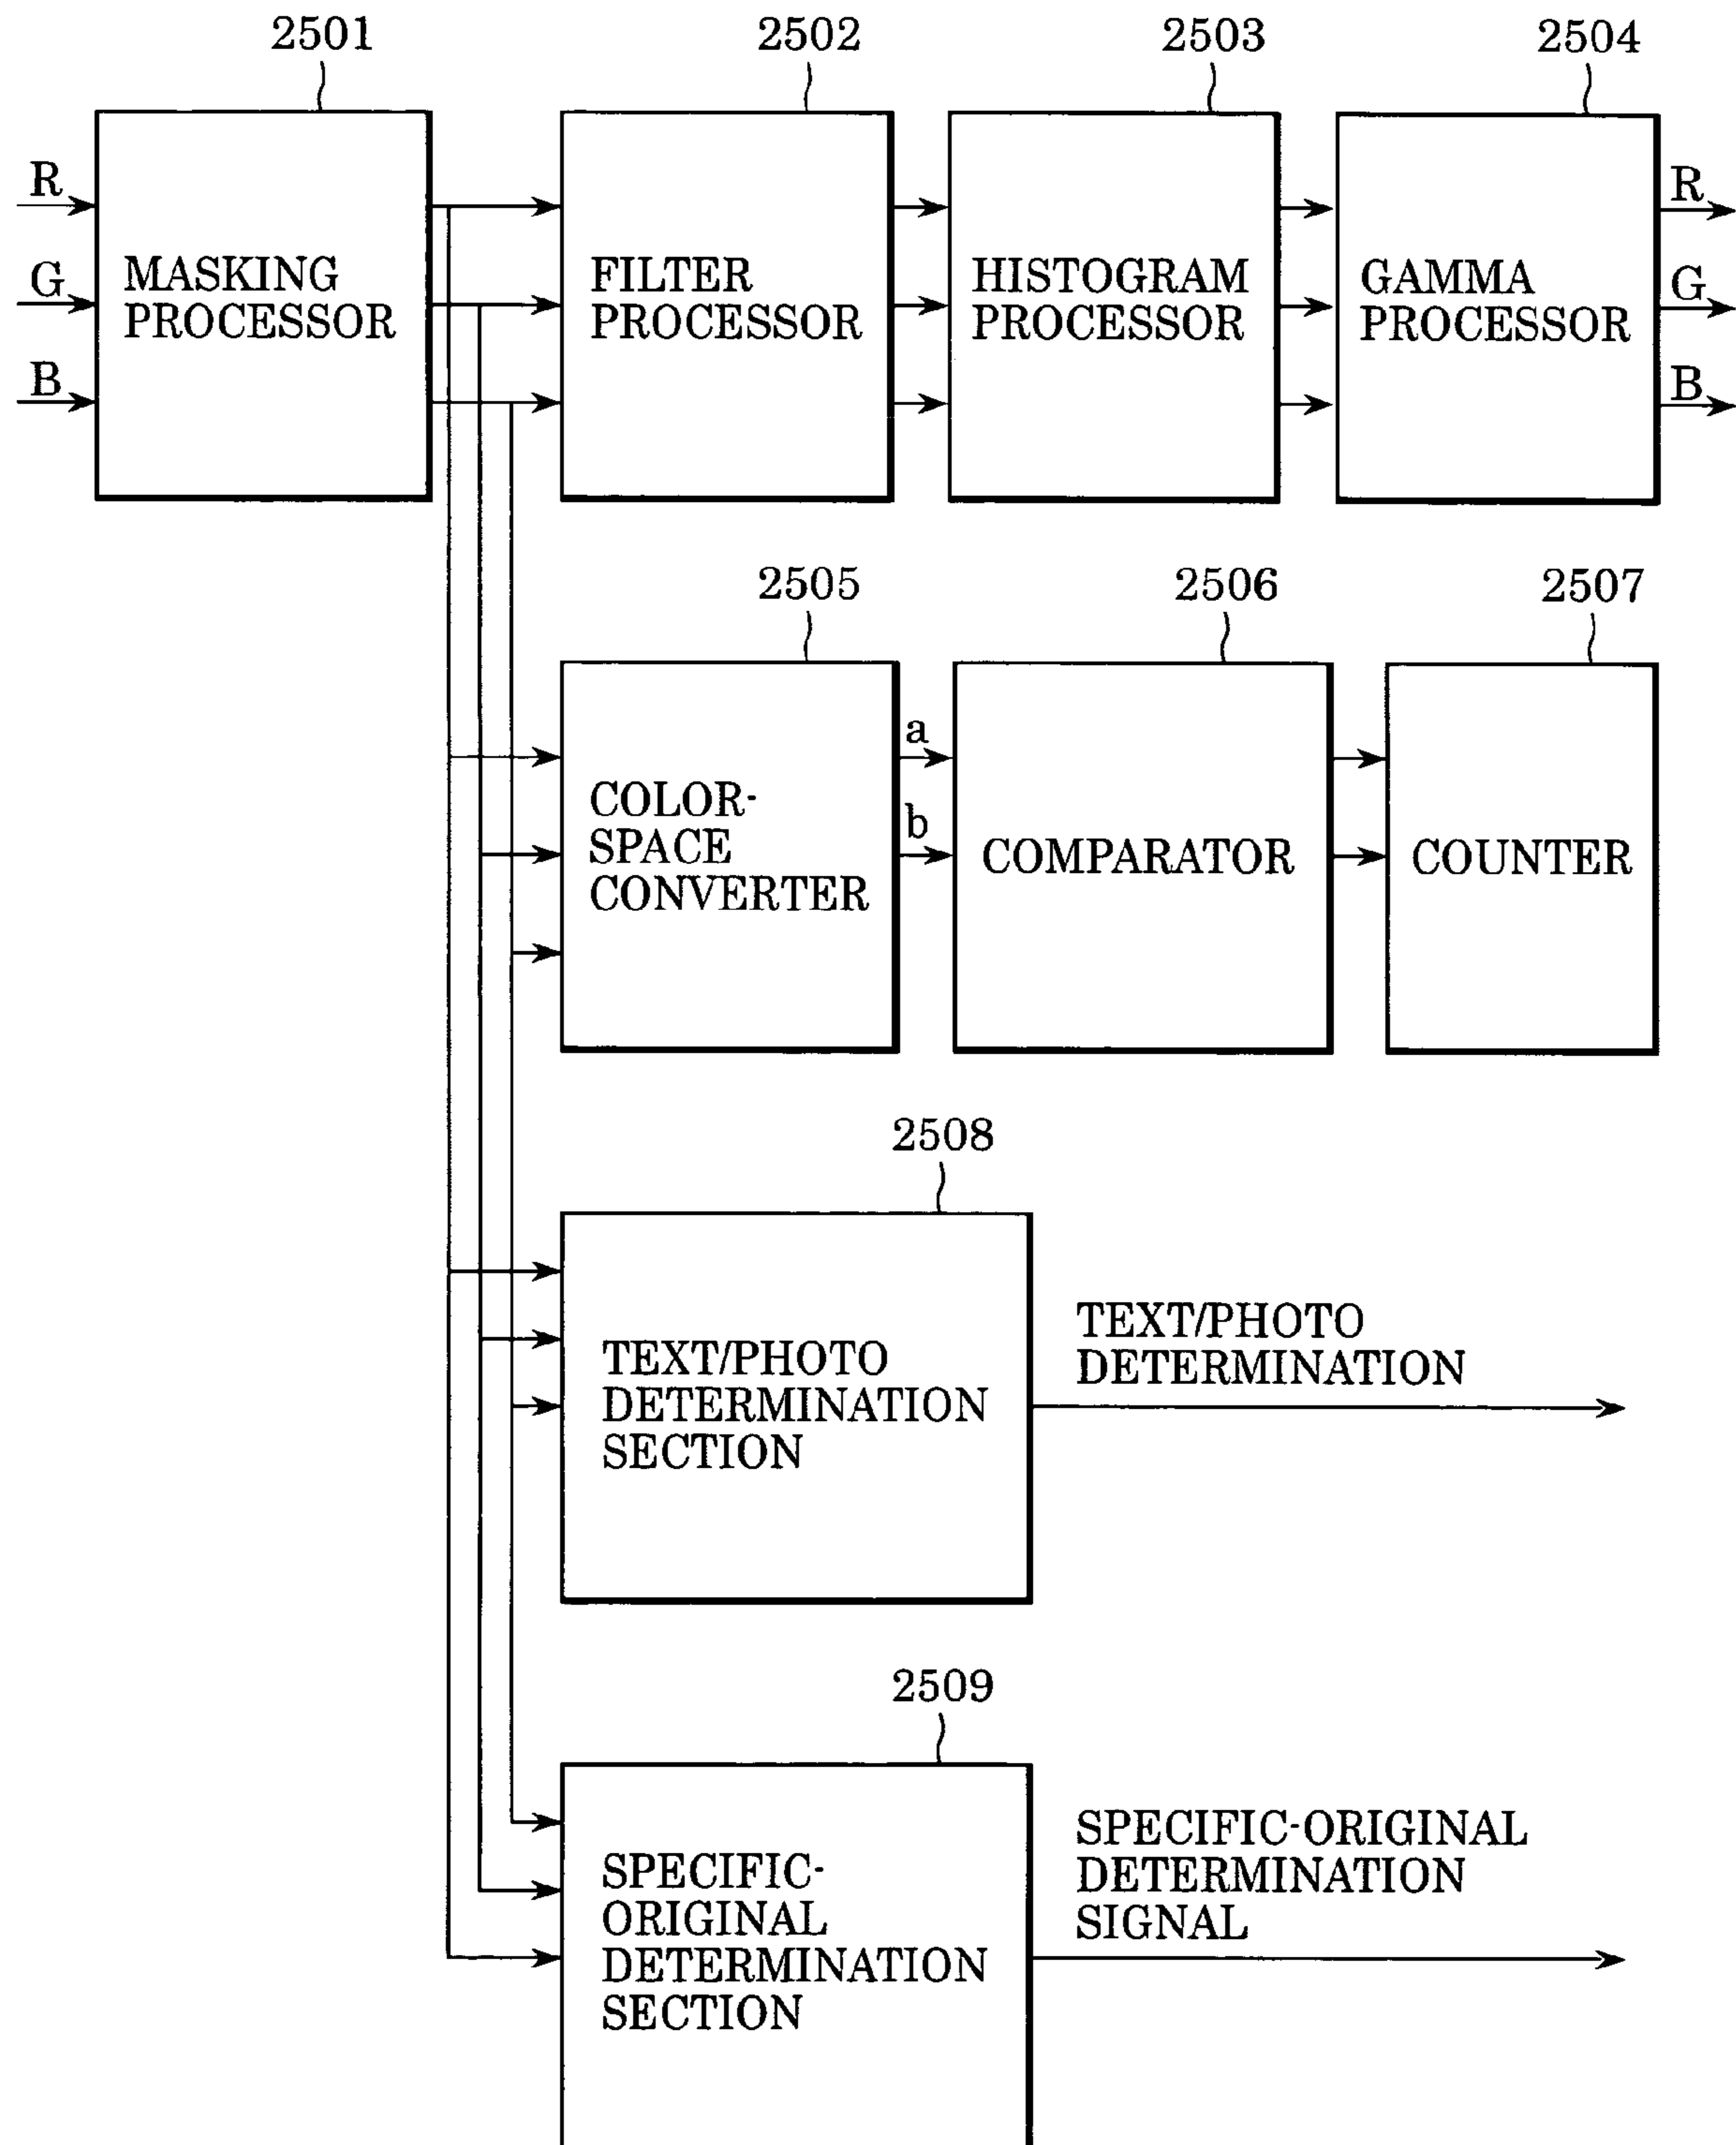 2501
2502
2503
2504
R
G
B
MASKING
PROCESSOR
FILTER
PROCESSOR
HISTOGRAM
PROCESSOR
GAMMA
PROCESSOR
R
G
B
2505
2506
2507
COLOR-
SPACE
CONVERTER
a
b
COMPARATOR
COUNTER
2508
TEXT/PHOTO
DETERMINATION
SECTION
TEXT/PHOTO
DETERMINATION
2509
SPECIFIC-
ORIGINAL
DETERMINATION
SECTION
SPECIFIC-ORIGINAL
DETERMINATION
SIGNAL